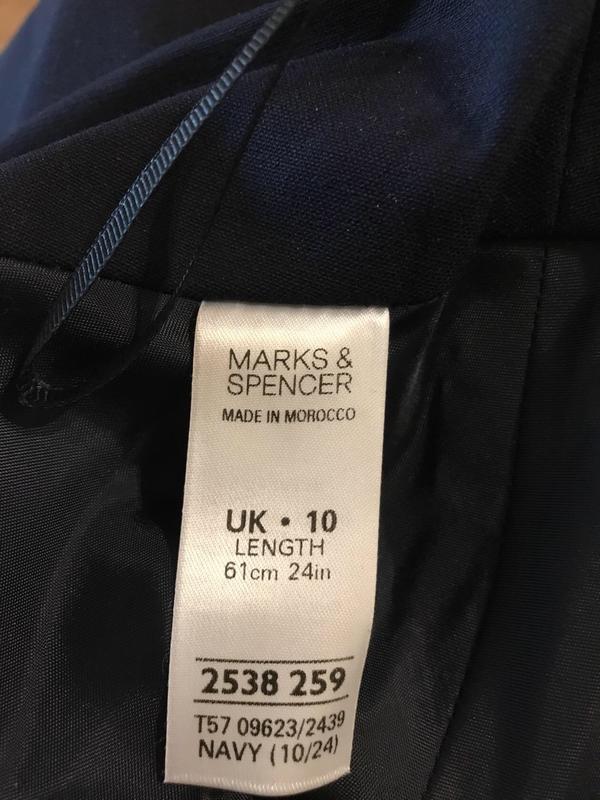 MARKS &
SPENCER
MADE IN MOROCCO
UK • 10
LENGTH
61cm 24in
2538 259
T57 09623/2439
NAVY (10/24)